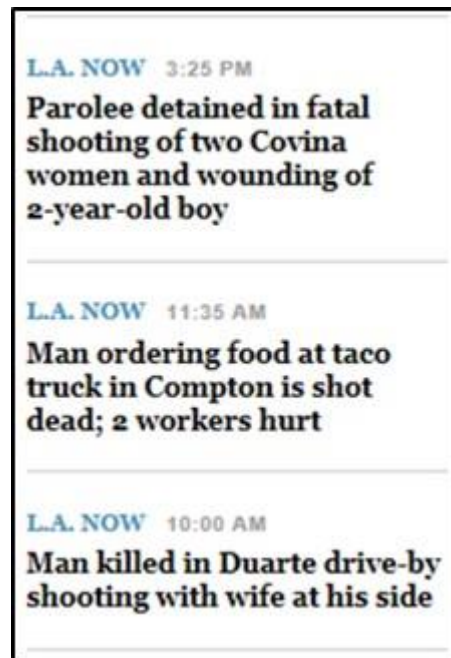 L.A. NOW 3:25 PM
Parolee detained in fatal
shooting of two Covina
women and wounding of
2-year-old boy
L.A. NOW 11:35 AM
Man ordering food at taco
truck in Compton is shot
dead; 2 workers hurt
L.A. NOW 10:00 AM
Man killed in Duarte drive-by
shooting with wife at his side